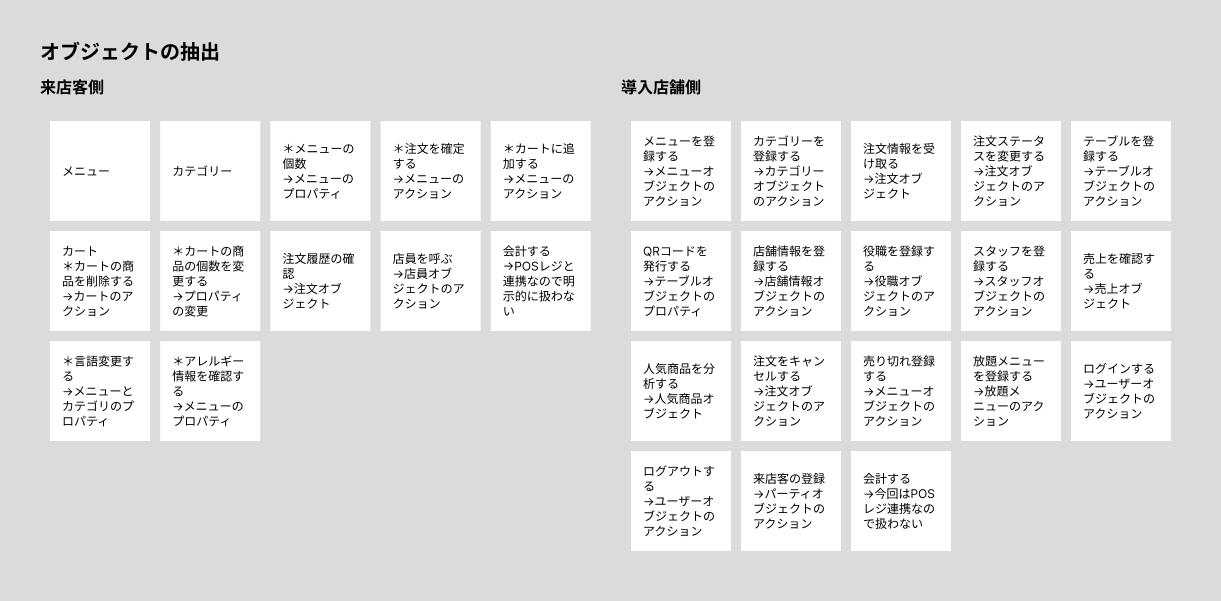 オブジェクトの抽出
来店客側
メニュー
カテゴリー
＊メニューの
個数
→メニューの
プロパティ
＊注文を確定
する
→メニューの
アクション
＊カートに追
加する
→メニューの
アクション
カート
＊カートの商
品を削除する
→カートのア
クション
＊カートの商
品の個数を変
更する
→プロパティ
の変更
注文履歴の確
認
→注文オブ
ジェクト
店員を呼ぶ
→店員オブ
ジェクトのア
クション
会計する
→POSレジと
連携なので明
示的に扱わな
い
＊言語変更す
る
→メニューと
カテゴリのプ
ロパティ
＊アレルギー
情報を確認す
る
→メニューの
プロパティ
導入店舗側
メニューを登
録する
→メニューオ
ブジェクトの
アクション
カテゴリーを
登録する
→カテゴリー
オブジェクト
のアクション
注文情報を受
け取る
→注文オブ
ジェクト
注文ステータ
スを変更する
→注文オブ
ジェクトのア
クション
テーブルを登
録する
→テーブルオ
ブジェクトの
アクション
QRコードを
発行する
→テーブルオ
ブジェクトの
プロパティ
店舗情報を登
録する
→店舗情報オ
ブジェクトの
アクション
役職を登録す
る
→役職オブ
ジェクトのア
クション
スタッフを登
録する
→スタッフオ
ブジェクトの
アクション
売上を確認す
る
→売上オブ
ジェクト
人気商品を分
析する
→人気商品オ
ブジェクト
注文をキャン
セルする
→注文オブ
ジェクトのア
クション
売り切れ登録
する
→メニューオ
ブジェクトの
アクション
放題メニュー
を登録する
→放題メ
ニューのアク
ション
ログインする
→ユーザーオ
ブジェクトの
アクション
ログアウトす
る
→ユーザーオ
ブジェクトの
アクション
来店客の登録
→パーティオ
ブジェクトの
アクション
会計する
→今回はPOS
レジ連携なの
で扱わない